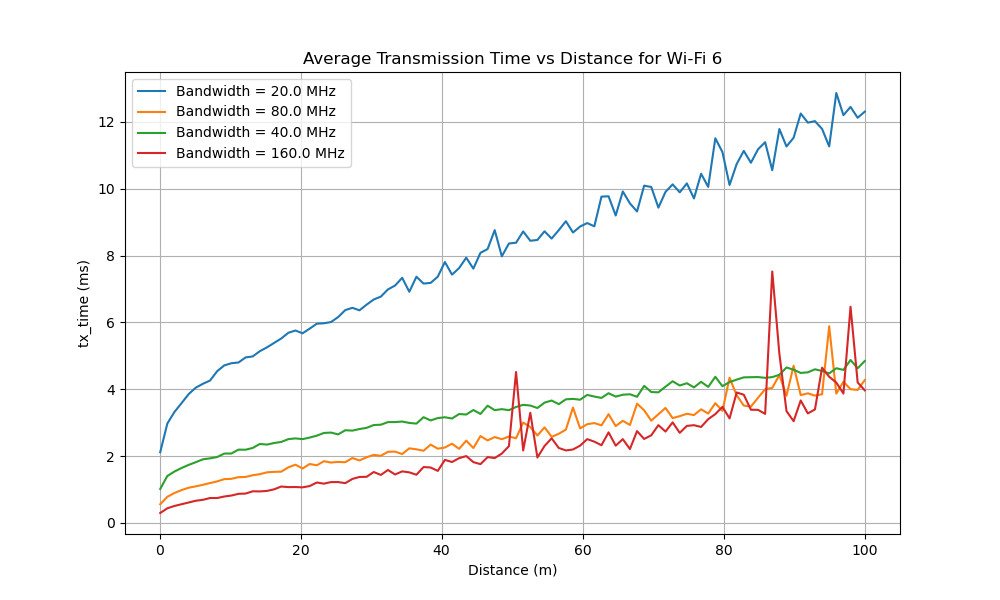 Average Transmission Time vs Distance for Wi-Fi 6
Bandwidth = 20.0 MHz
Bandwidth = 80.0 MHz
Bandwidth = 40.0 MHz
Bandwidth = 160.0 MHz
12
10
8
6
4
2
0
tx_time (ms)
0 20 40 60 80 100
Distance (m)